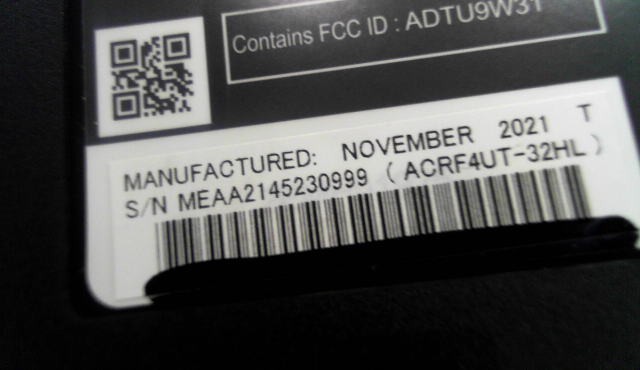 Contains FCC ID : ADTU9W31
MANUFACTURED: NOVEMBER 2021 T
S/N MEAA2145230999 ( ACRF4UT-32HL )